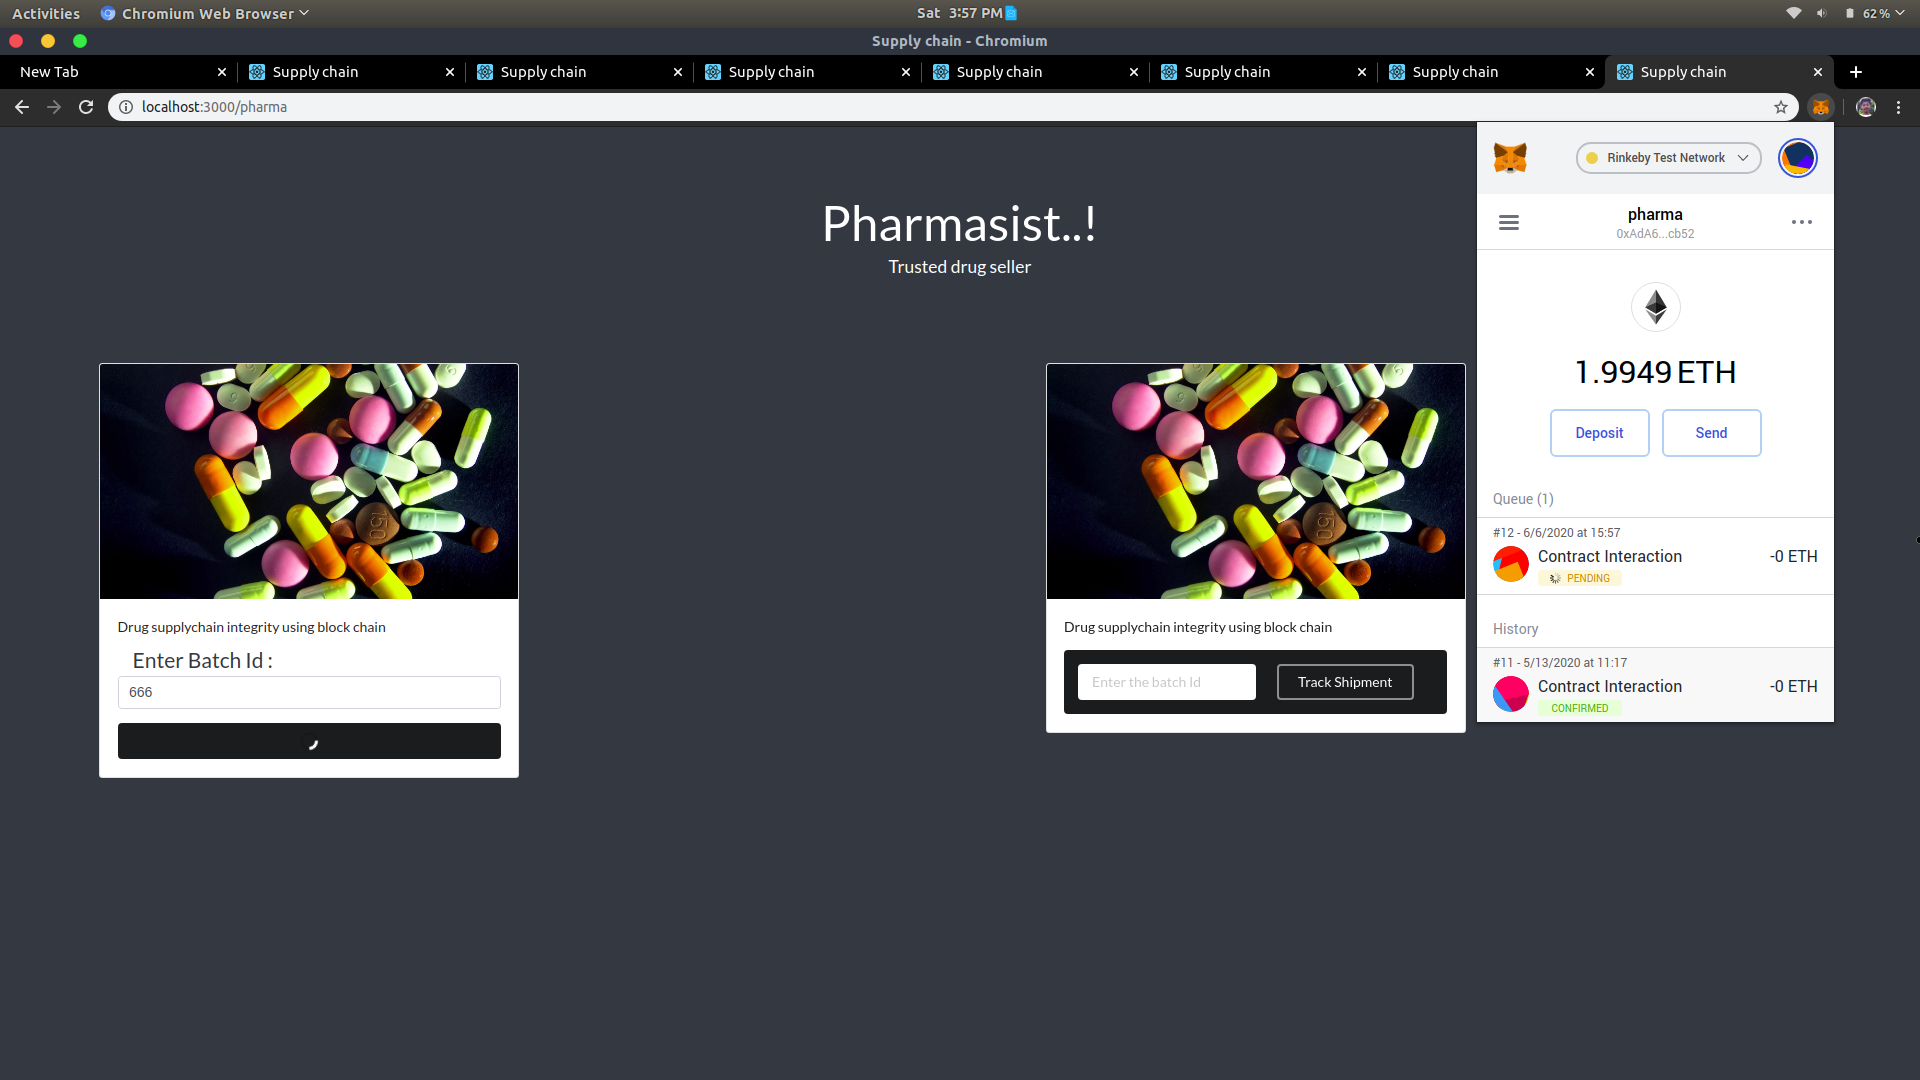 Activities
Chromium Web Browser
Sat 3:57 PM
62 %
Supply chain - Chromium
New Tab
Supply chain
Supply chain
Supply chain
Supply chain
Supply chain
Supply chain
Supply chain
localhost:3000/pharma
Pharmasist..!
Trusted drug seller
150
Drug supplychain integrity using block chain
Enter Batch Id :
666
150
Drug supplychain integrity using block chain
Enter the batch Id
Track Shipment
Rinkeby Test Network
pharma
0xAdA6...cb52
1.9949 ETH
Deposit
Send
Queue (1)
#12 - 6/6/2020 at 15:57
Contract Interaction
-0 ETH
PENDING
History
#11 - 5/13/2020 at 11:17
Contract Interaction
-0 ETH
CONFIRMED